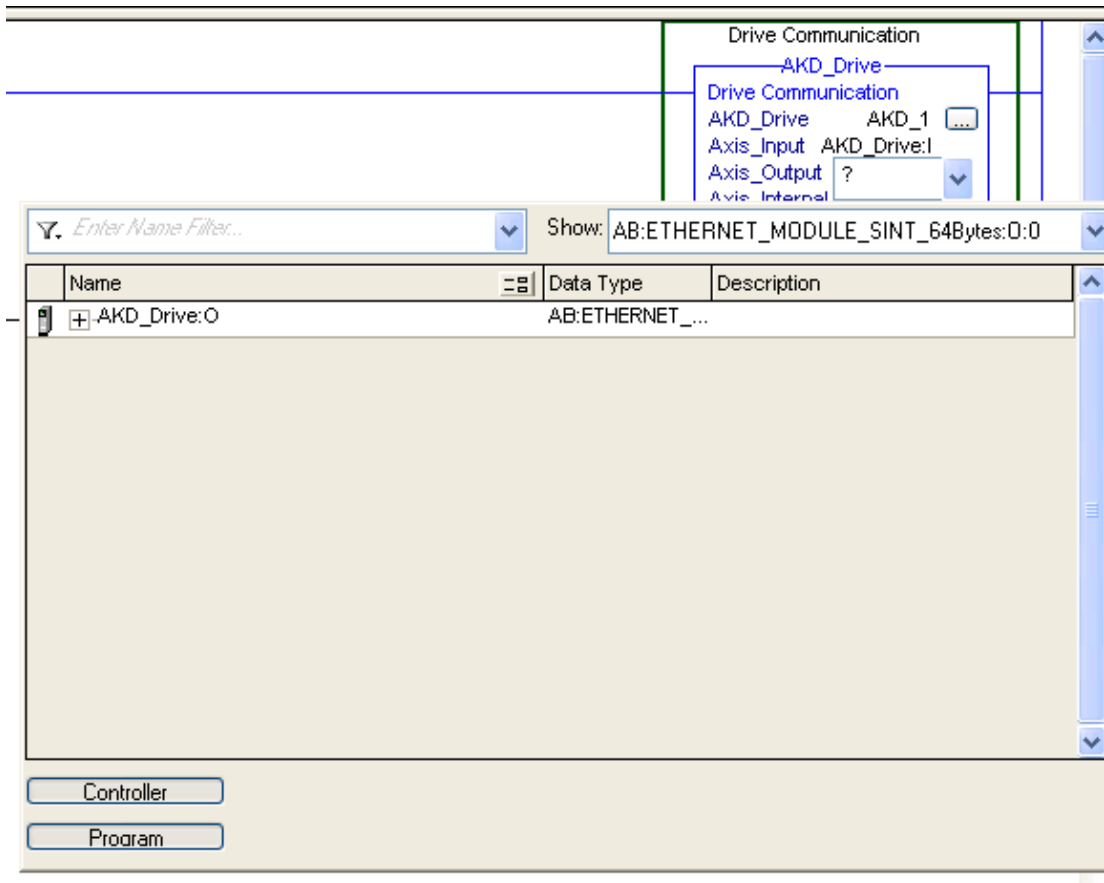 Drive Communication
AKD_Drive
Drive Communication
AKD_Drive AKD_1 ...
Axis_Input AKD_Drive:I
Axis_Output ?
Axis_Internal
Enter Name Filter... Show: AB:ETHERNET_MODULE_SINT_64Bytes:O:0
Name Data Type Description
AKD_Drive:O AB:ETHERNET_...
Controller
Program